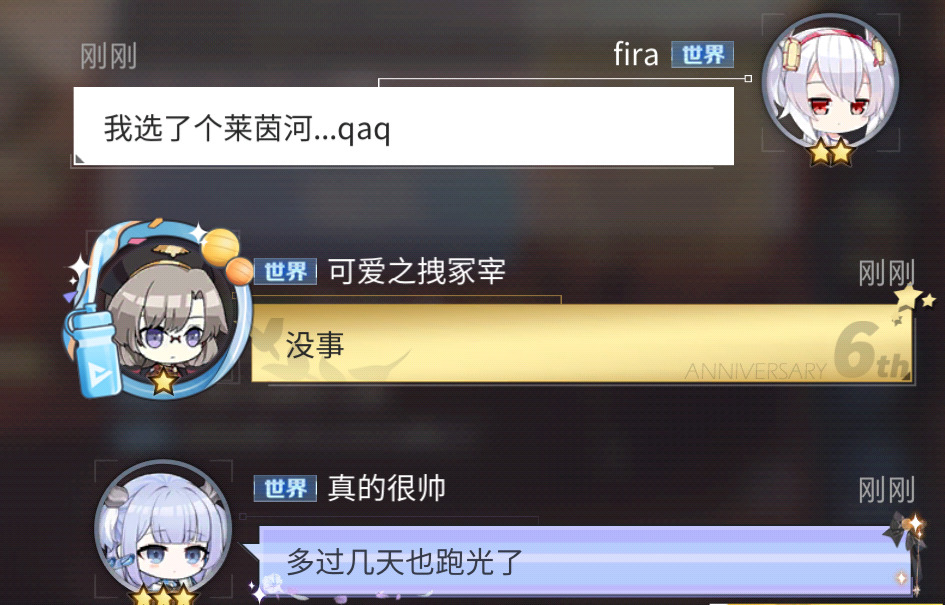 刚刚
fira 世界
我选了个莱茵河...qaq
世界 可爱之拽冢宰 刚刚
没事
ANNIVERSARY 6th
世界 真的很帅 刚刚
多过几天也跑光了